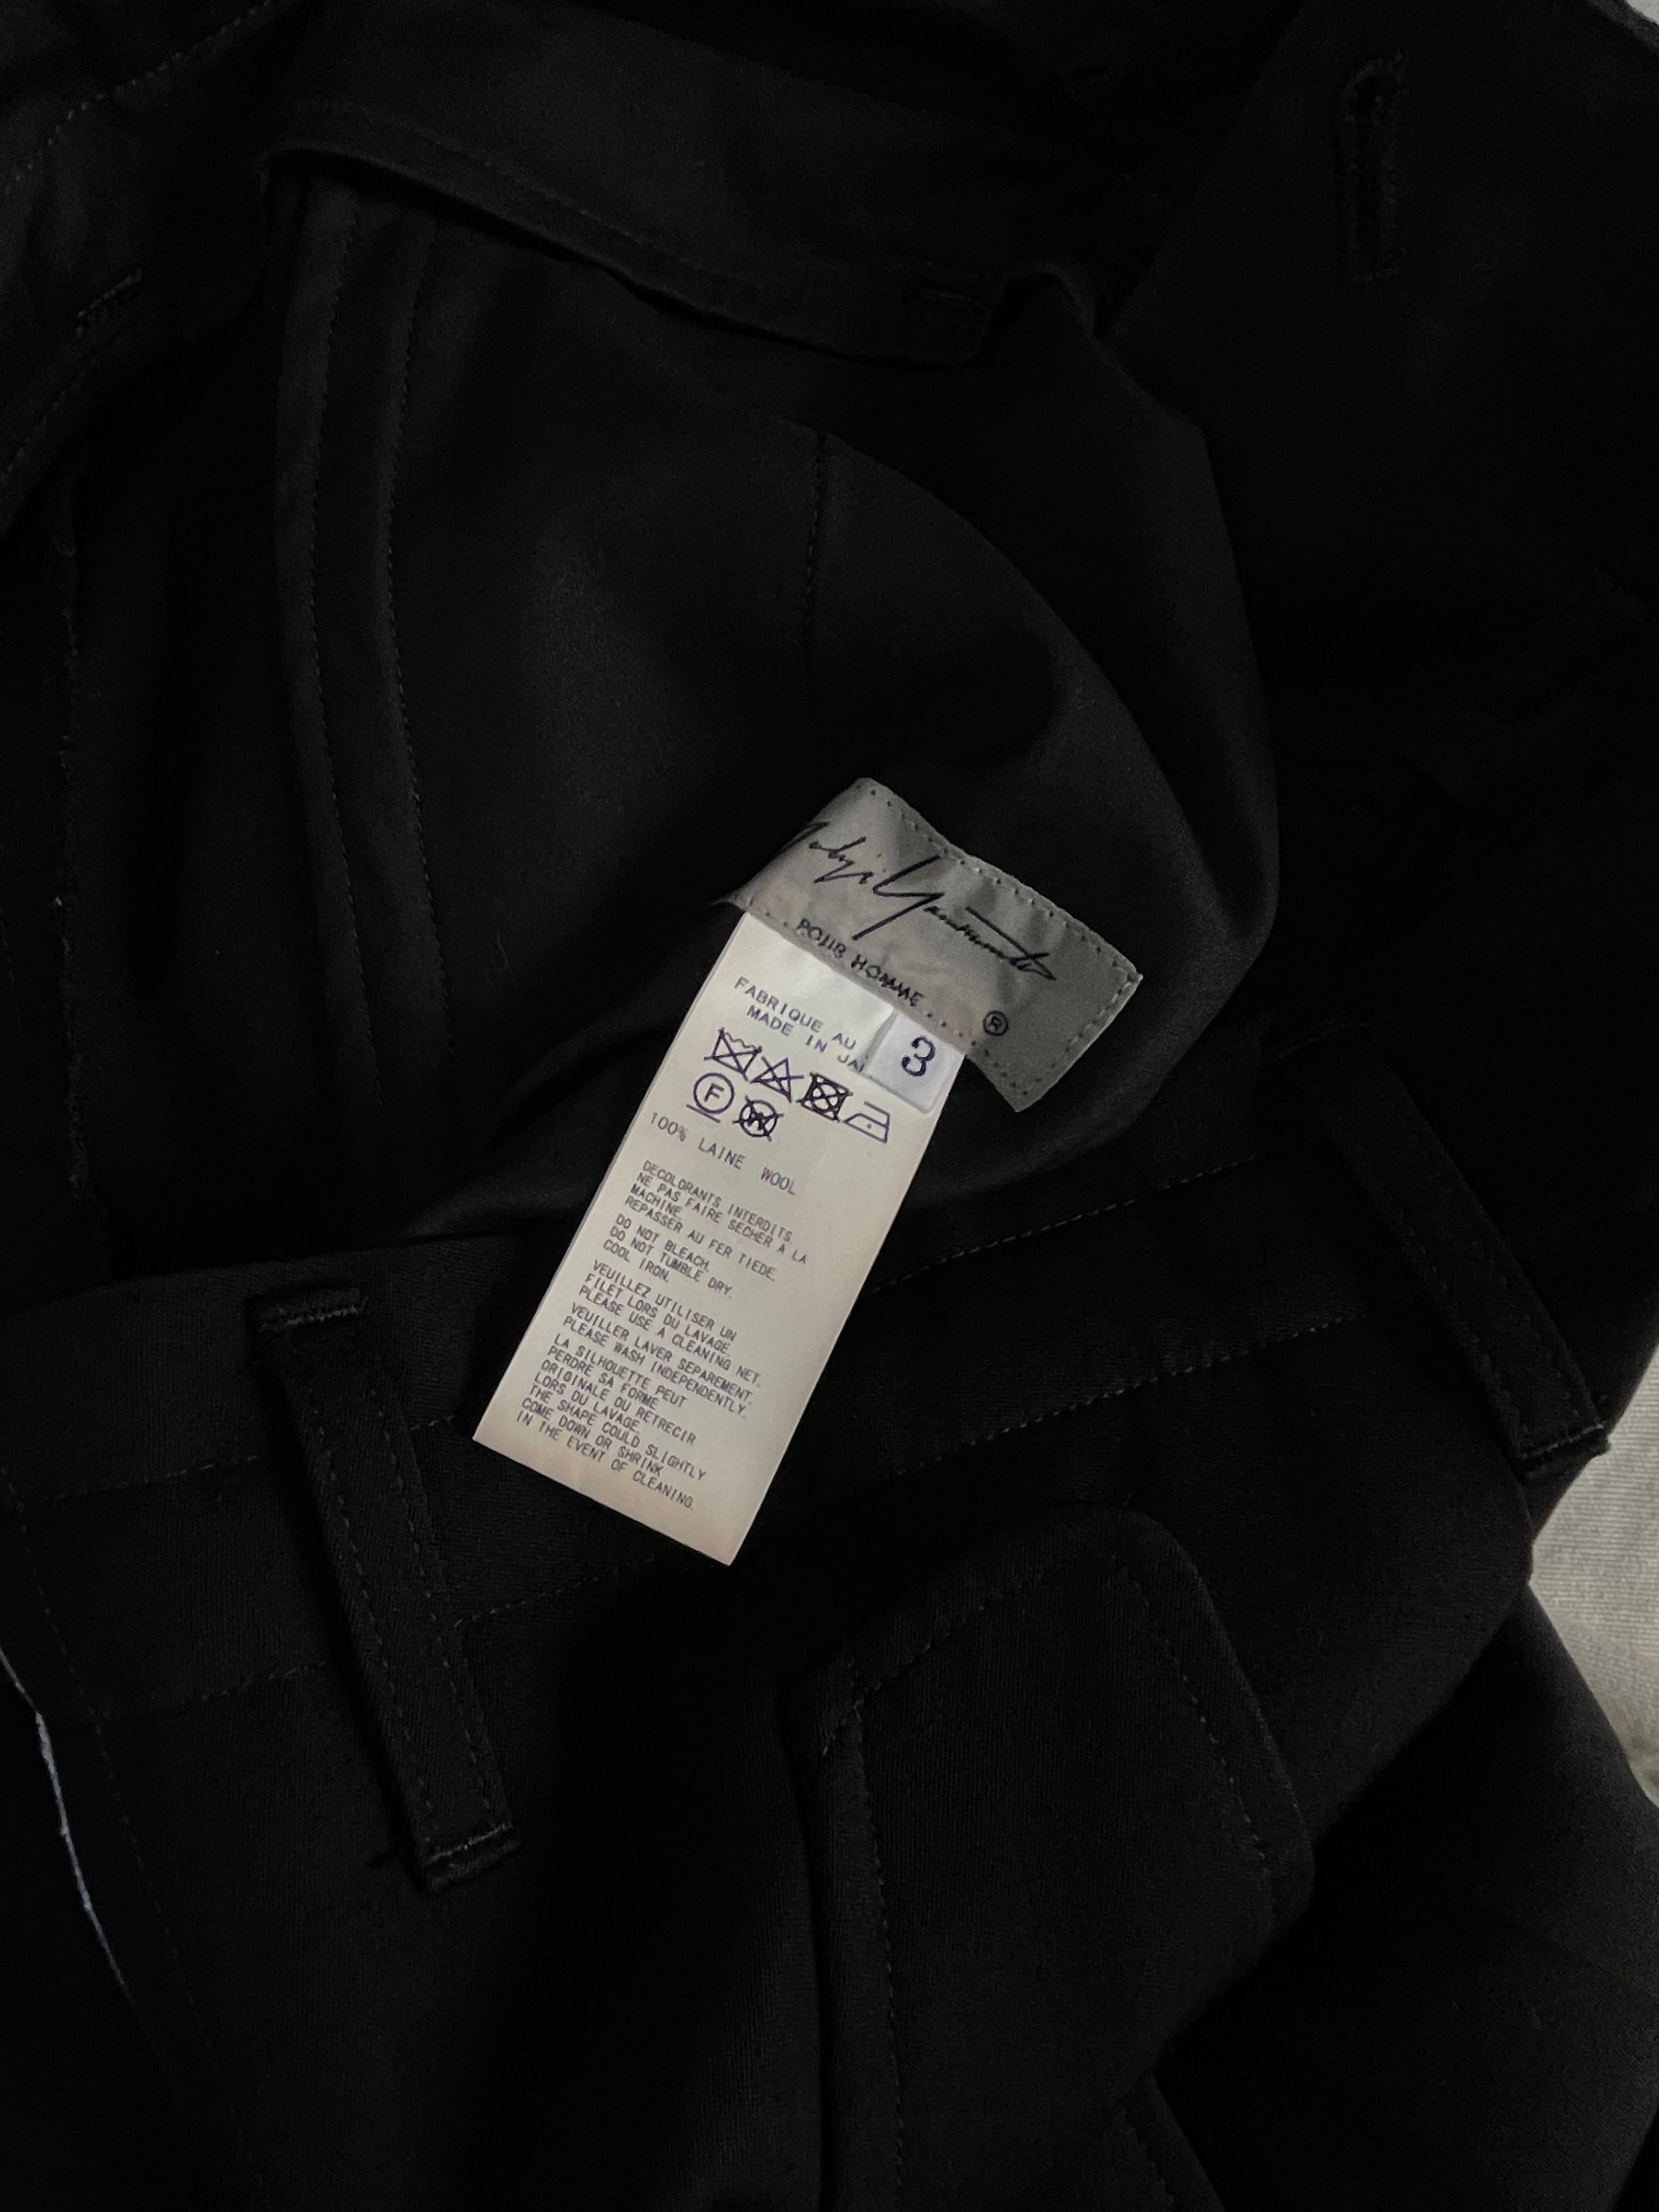 Yohji Yamamoto
POUR HOMME
®
FABRIQUE AU
MADE IN
3
F
W
100% LAINE WOOL
DECOLORANTS INTERDITS.
NE PAS FAIRE SECHER A LA
MACHINE.
REPASSER AU FER TIEDE.
DO NOT BLEACH.
DO NOT TUMBLE DRY.
COOL IRON.
VEUILLEZ UTILISER UN
FILET LORS DU LAVAGE.
PLEASE USE A CLEANING NET.
VEUILLER LAVER SEPAREMENT.
PLEASE WASH INDEPENDENTLY.
LA SILHOUETTE PEUT
PERDRE SA FORME
ORIGINALE OU RETRECIR
LORS DU LAVAGE.
THE SHAPE COULD SLIGHTLY
COME DOWN OR SHRINK
IN THE EVENT OF CLEANING.